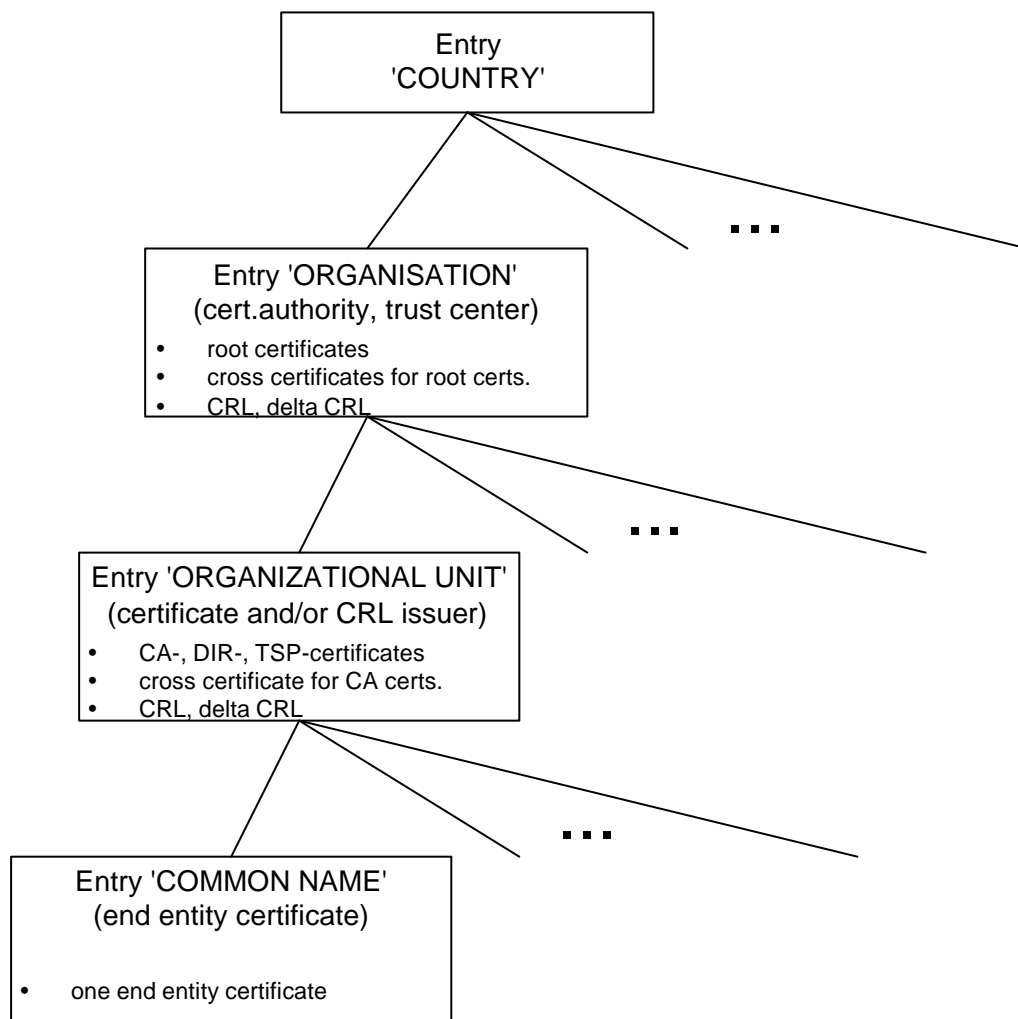 Entry
'COUNTRY'
...
Entry 'ORGANISATION'
(cert.authority, trust center)
• root certificates
• cross certificates for root certs.
• CRL, delta CRL
...
Entry 'ORGANIZATIONAL UNIT'
(certificate and/or CRL issuer)
• CA-, DIR-, TSP-certificates
• cross certificate for CA certs.
• CRL, delta CRL
...
Entry 'COMMON NAME'
(end entity certificate)
• one end entity certificate